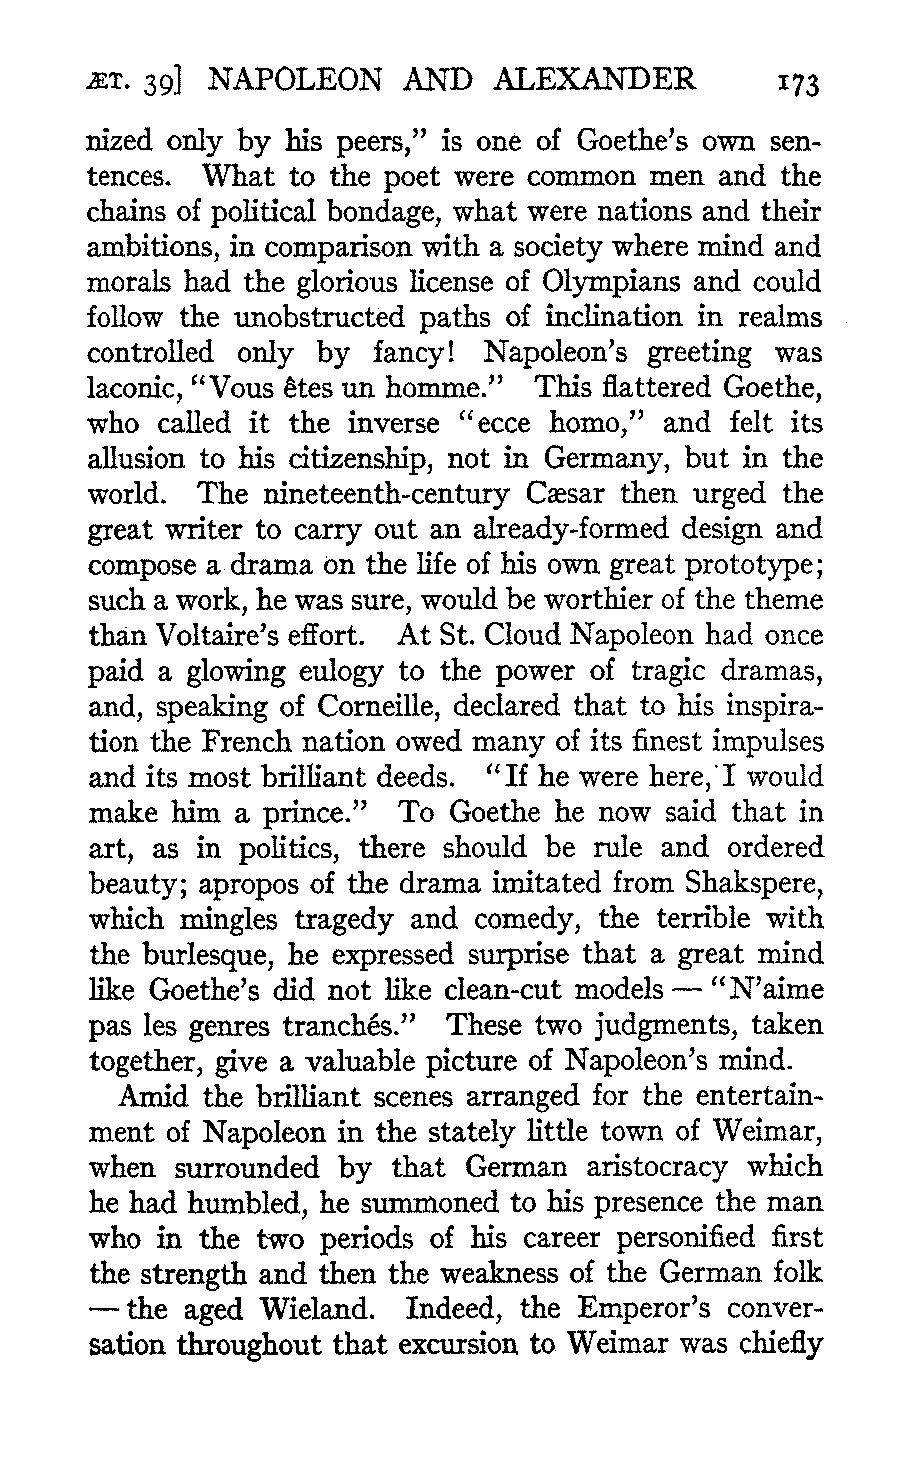 ÆT. 39] NAPOLEON AND ALEXANDER 173
nized only by his peers," is one of Goethe's own sen-
tences. What to the poet were common men and the
chains of political bondage, what were nations and their
ambitions, in comparison with a society where mind and
morals had the glorious license of Olympians and could
follow the unobstructed paths of inclination in realms
controlled only by fancy! Napoleon's greeting was
laconic, "Vous êtes un homme." This flattered Goethe,
who called it the inverse "ecce homo," and felt its
allusion to his citizenship, not in Germany, but in the
world. The nineteenth-century Cæsar then urged the
great writer to carry out an already-formed design and
compose a drama on the life of his own great prototype;
such a work, he was sure, would be worthier of the theme
than Voltaire's effort. At St. Cloud Napoleon had once
paid a glowing eulogy to the power of tragic dramas,
and, speaking of Corneille, declared that to his inspira-
tion the French nation owed many of its finest impulses
and its most brilliant deeds. "If he were here, I would
make him a prince." To Goethe he now said that in
art, as in politics, there should be rule and ordered
beauty; apropos of the drama imitated from Shakspere,
which mingles tragedy and comedy, the terrible with
the burlesque, he expressed surprise that a great mind
like Goethe's did not like clean-cut models — "N'aime
pas les genres tranchés." These two judgments, taken
together, give a valuable picture of Napoleon's mind.
Amid the brilliant scenes arranged for the entertain-
ment of Napoleon in the stately little town of Weimar,
when surrounded by that German aristocracy which
he had humbled, he summoned to his presence the man
who in the two periods of his career personified first
the strength and then the weakness of the German folk
— the aged Wieland. Indeed, the Emperor's conver-
sation throughout that excursion to Weimar was chiefly